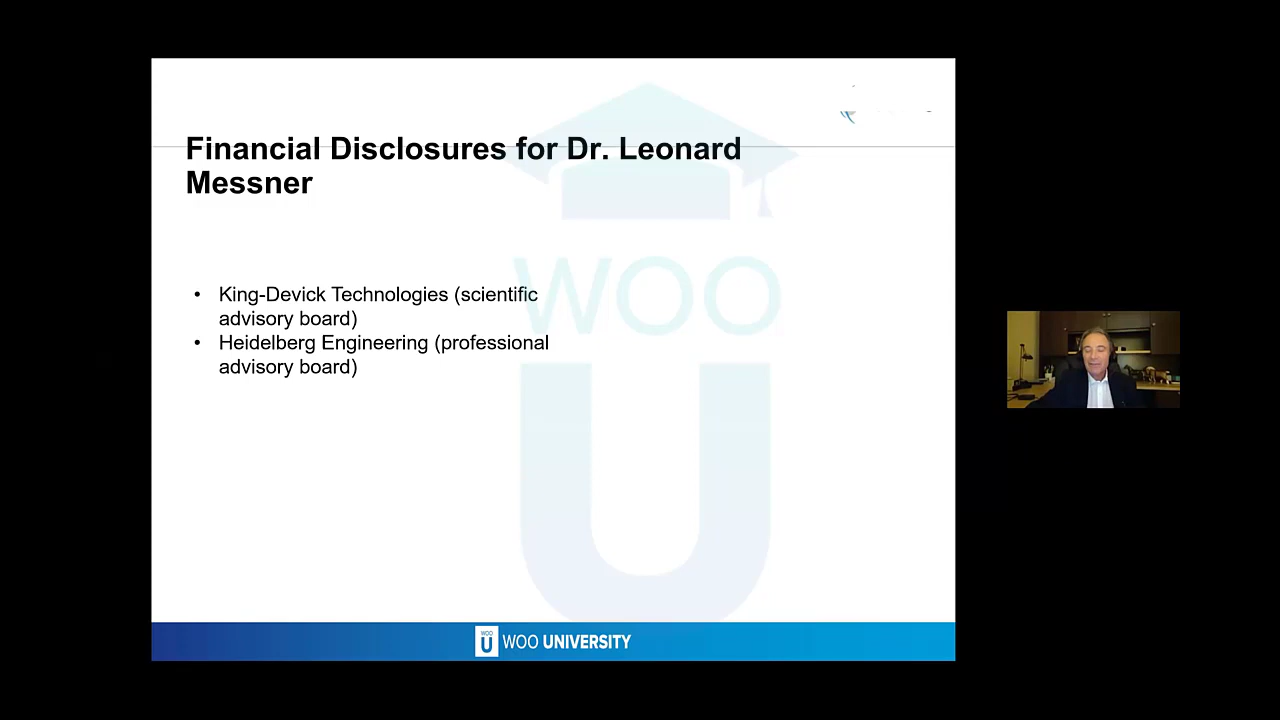 Financial Disclosures for Dr. Leonard
Messner
WOO
U
• King-Devick Technologies (scientific
advisory board)
• Heidelberg Engineering (professional
advisory board)
WOO
U
WOO UNIVERSITY